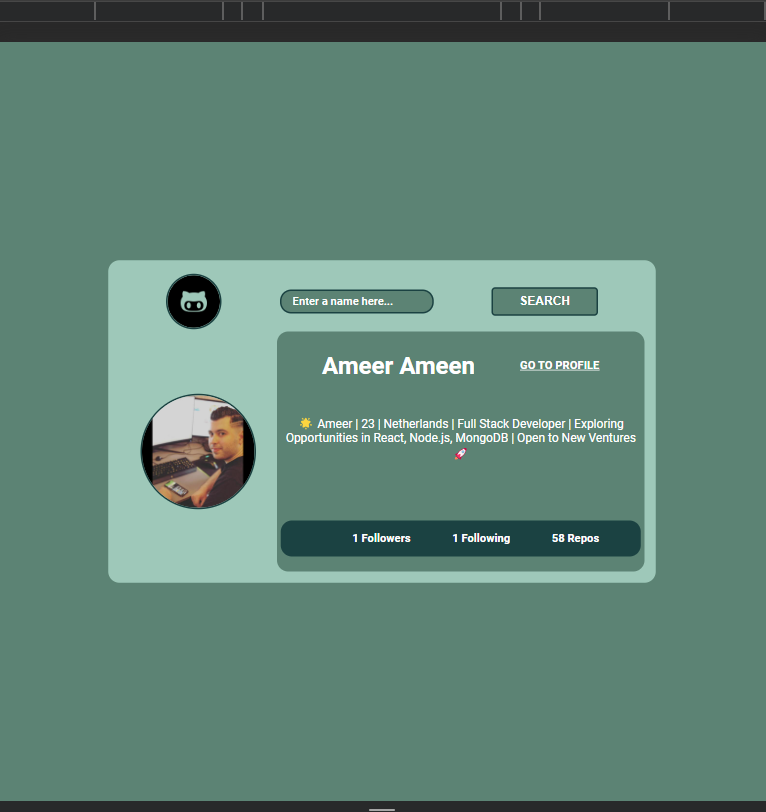 Enter a name here...
SEARCH
Ameer Ameen
GO TO PROFILE
🌟 Ameer | 23 | Netherlands | Full Stack Developer | Exploring
Opportunities in React, Node.js, MongoDB | Open to New Ventures
🚀
1 Followers
1 Following
58 Repos